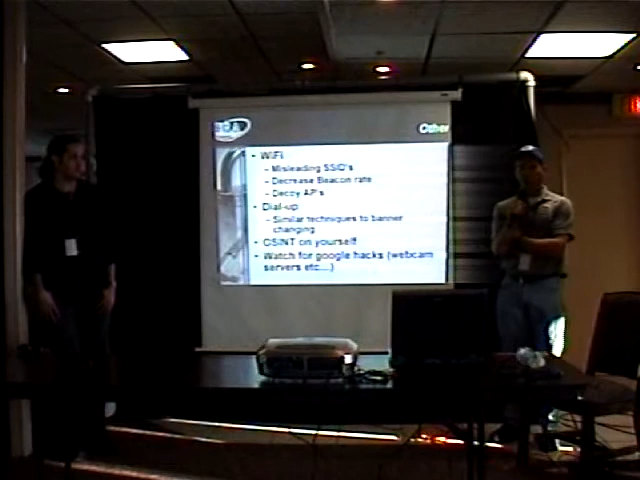 Other
• WiFi
– Misleading SSID's
– Decrease Beacon rate
– Decoy AP's
• Dial-up
– Similar techniques to banner
changing
• OSINT on yourself
• Watch for google hacks (webcam
servers etc...)